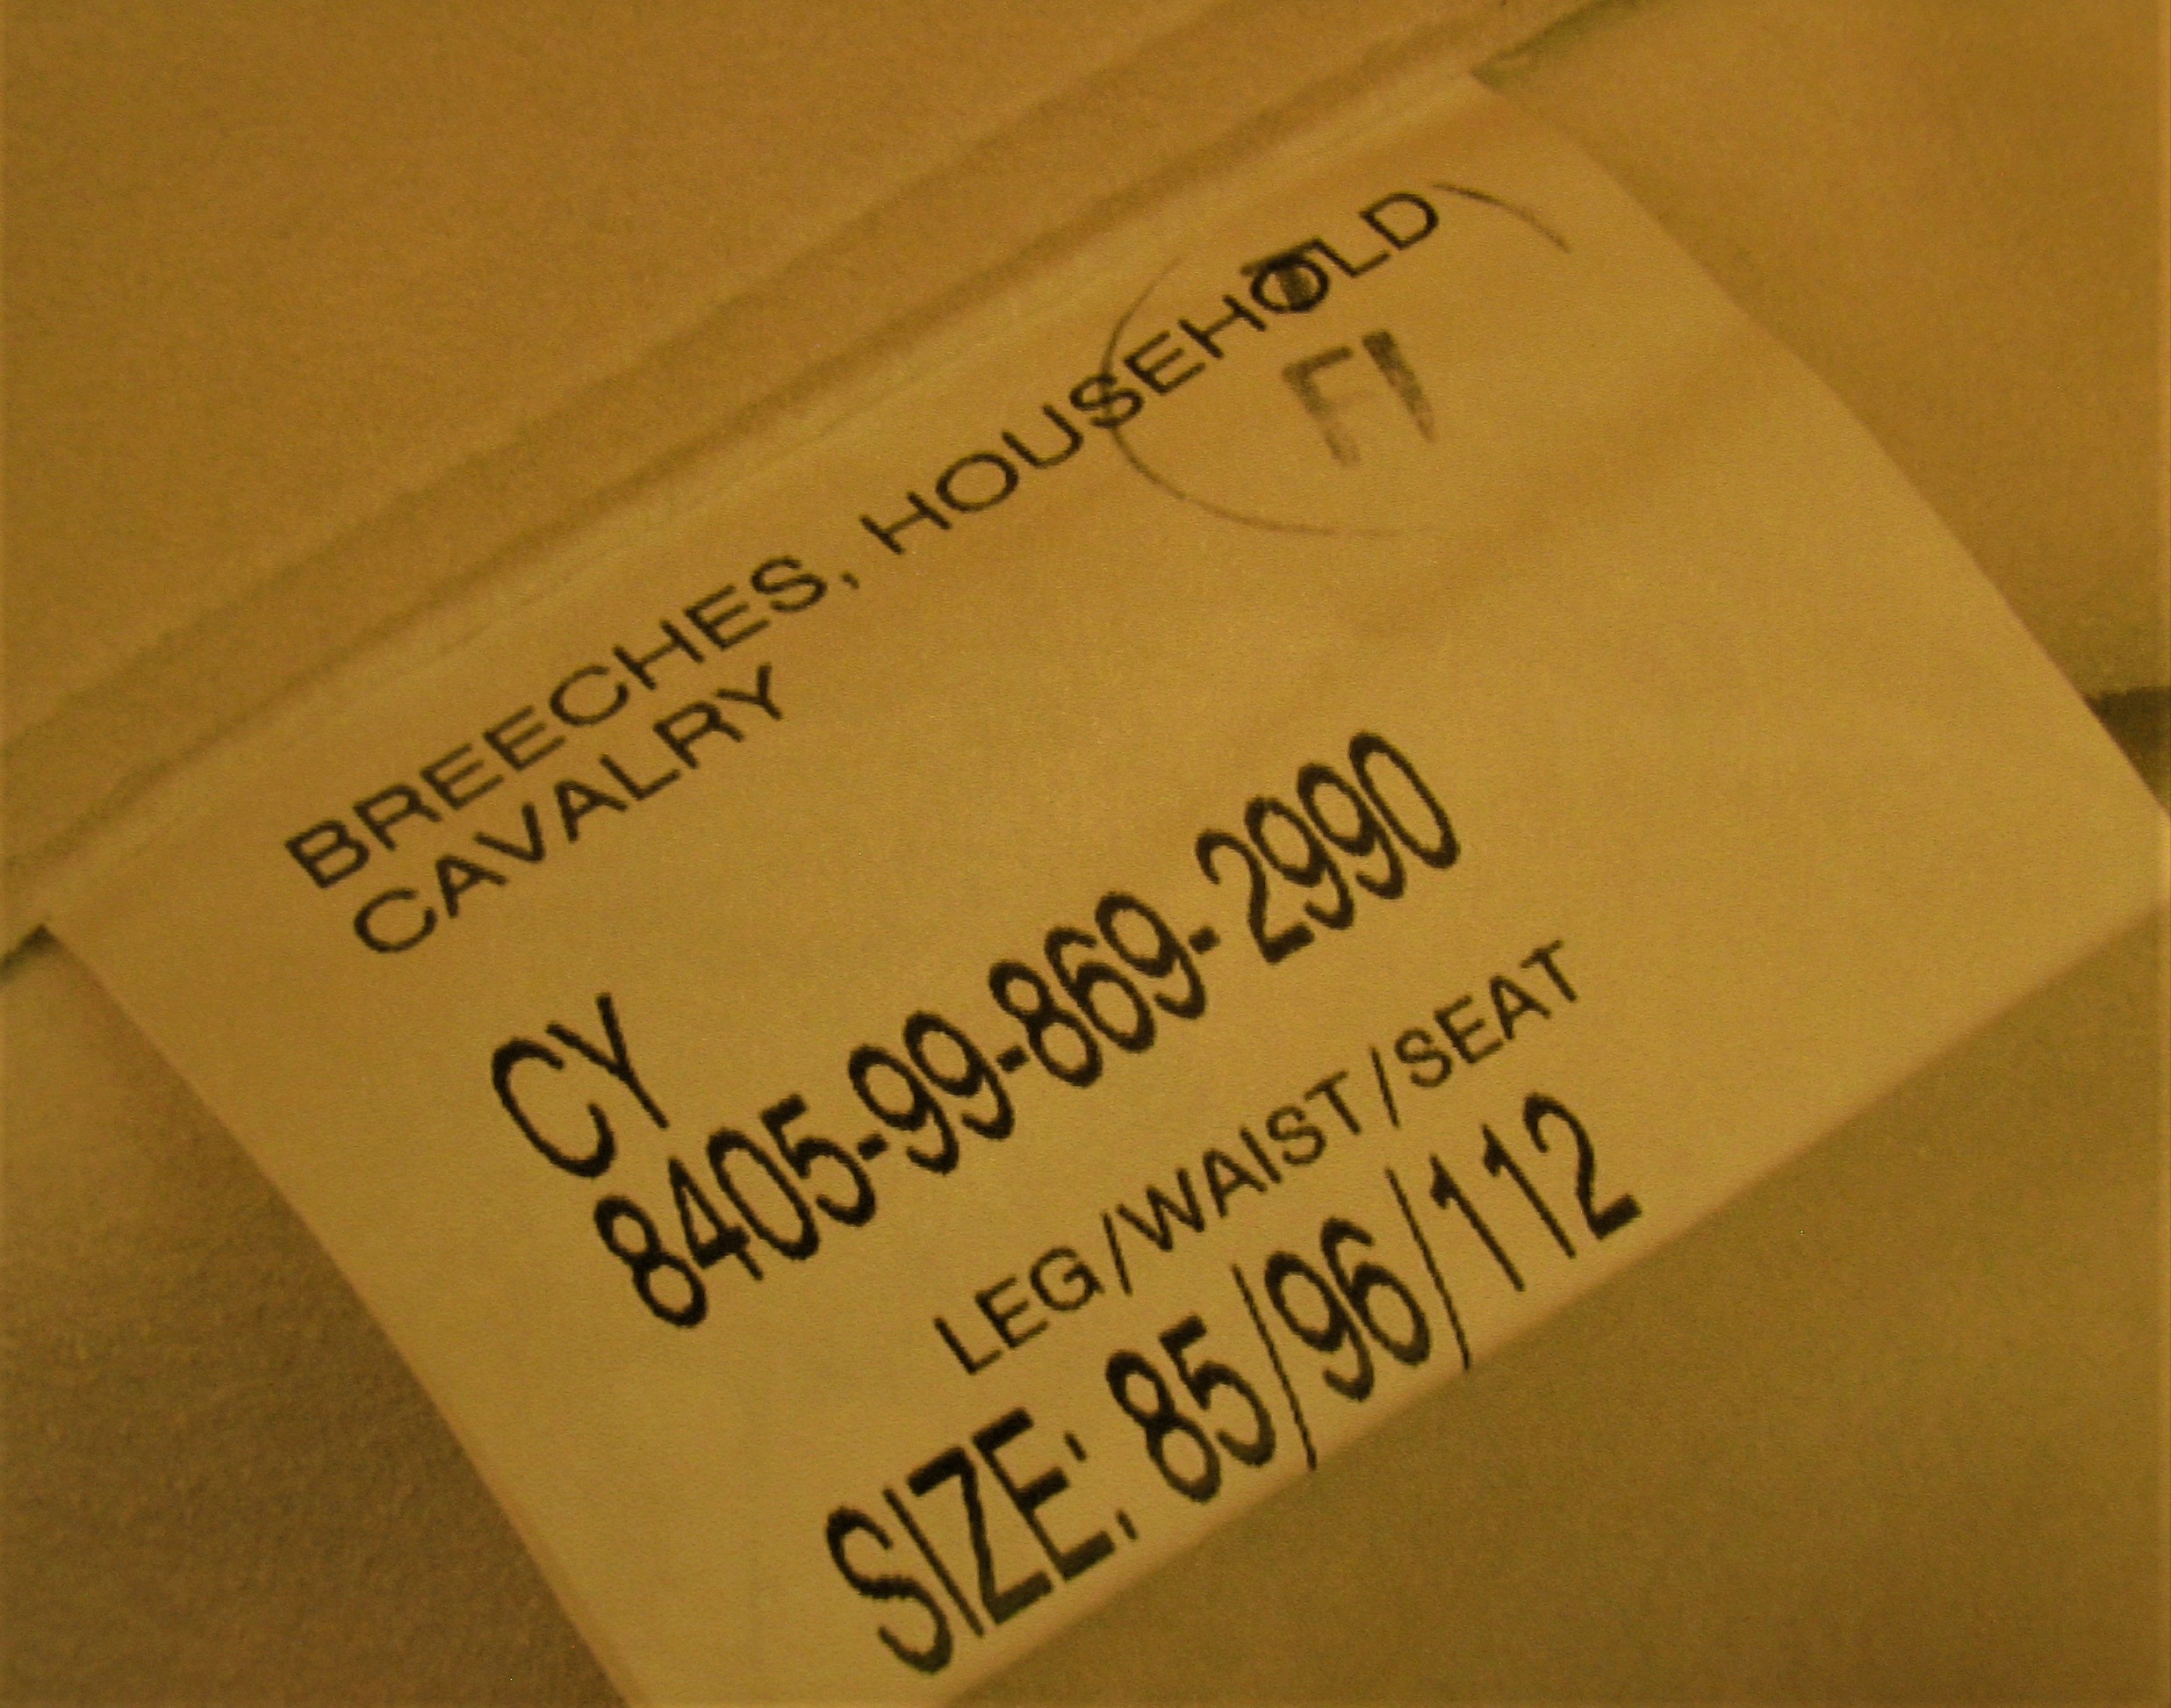 BREECHES, HOUSEHOLD
CAVALRY
CY
8405-99-869-2990
LEG/WAIST/SEAT
SIZE: 85/96/112